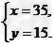 x=35,
y=15.